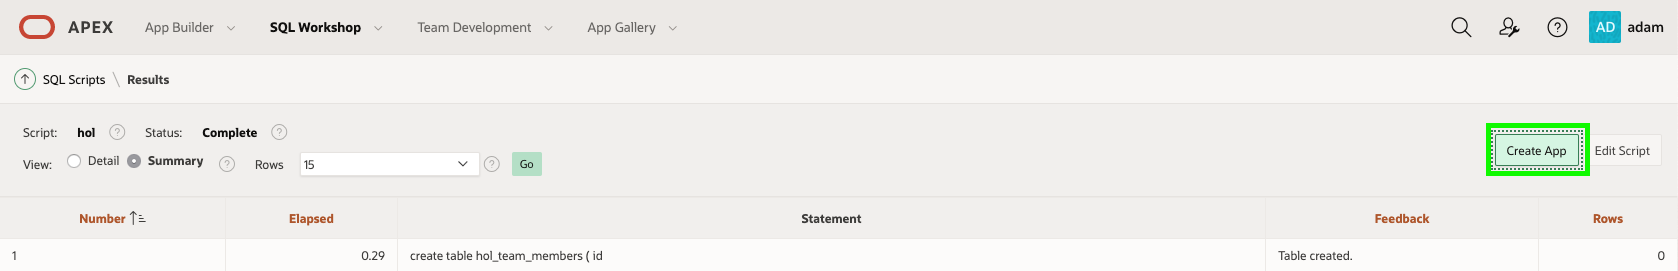 APEX App Builder SQL Workshop Team Development App Gallery AD adam
SQL Scripts \ Results
Script: hol ? Status: Complete ?
View: Detail Summary ? Rows 15 ? Go
Create App Edit Script
Number Elapsed Statement Feedback Rows
1 0.29 create table hol_team_members ( id Table created. 0